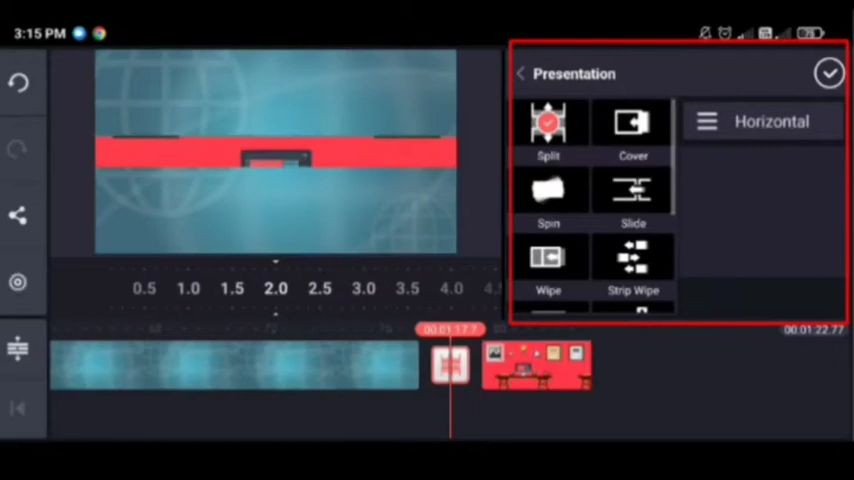 3:15 PM
Presentation
Split
Cover
Horizontal
Spin
Slide
Wipe
Strip Wipe
0.5 1.0 1.5 2.0 2.5 3.0 3.5 4.0
00:01:17.7
00:01:22.77